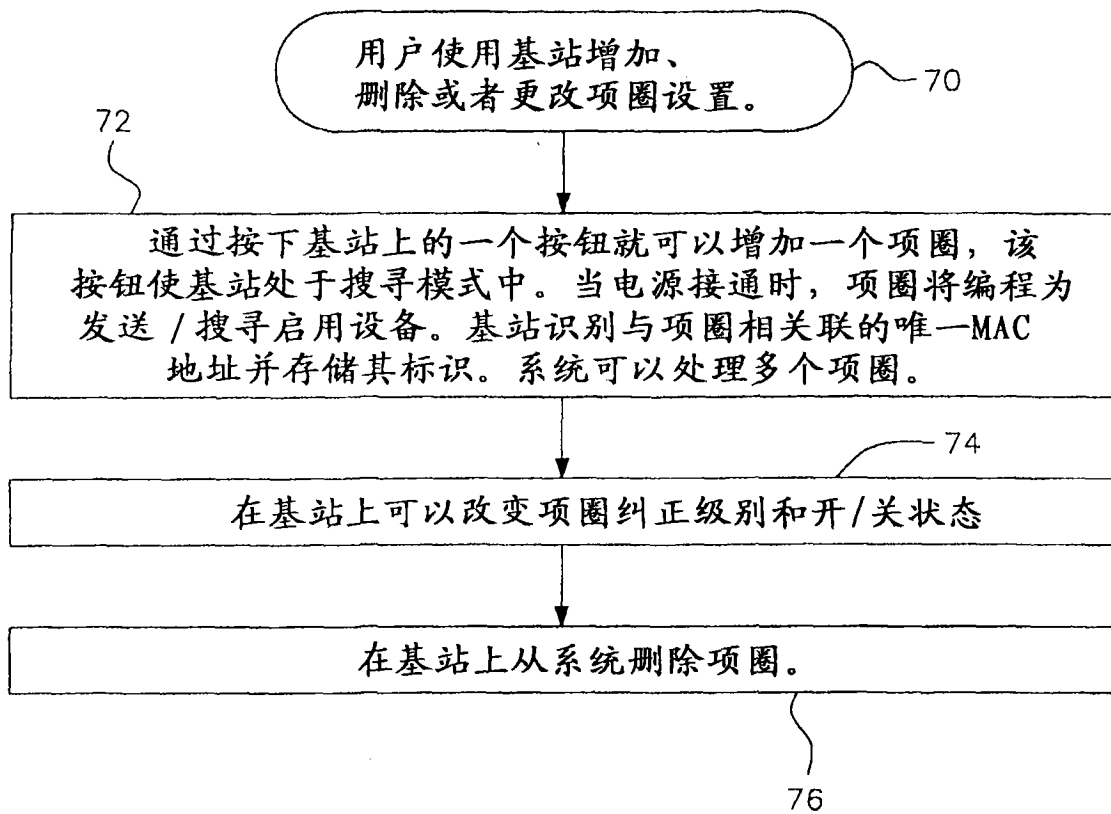 用户使用基站增加、
删除或者更改项圈设置。
70
72
通过按下基站上的一个按钮就可以增加一个项圈，该
按钮使基站处于搜寻模式中。当电源接通时，项圈将编程为
发送/搜寻启用设备。基站识别与项圈相关联的唯一MAC
地址并存储其标识。系统可以处理多个项圈。
74
在基站上可以改变项圈纠正级别和开/关状态
在基站上从系统删除项圈。
76